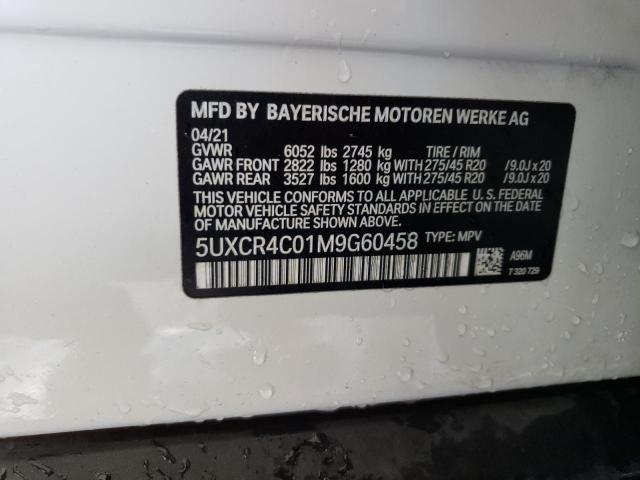 MFD BY BAYERISCHE MOTOREN WERKE AG
04/21
GVWR 6052 lbs 2745 kg TIRE / RIM
GAWR FRONT 2822 lbs 1280 kg WITH 275/45 R20 /9.0J x 20
GAWR REAR 3527 lbs 1600 kg WITH 275/45 R20 /9.0J x 20
THIS VEHICLE CONFORMS TO ALL APPLICABLE U.S. FEDERAL
MOTOR VEHICLE SAFETY STANDARDS IN EFFECT ON THE DATE
OF MANUFACTURE SHOWN ABOVE.
5UXCR4C01M9G60458 TYPE: MPV
A96M
7 320 729